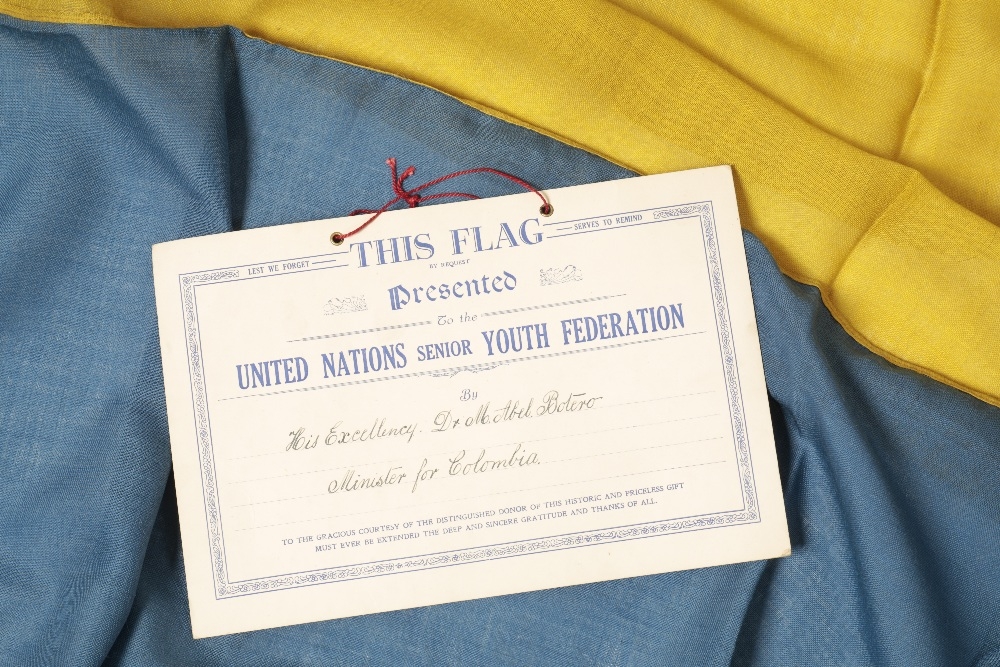 LEST WE FORGET THIS FLAG SERVES TO REMIND
BY REQUEST
Presented
To the
UNITED NATIONS SENIOR YOUTH FEDERATION
By
His Excellency. Dr M. Abel. Botero
Minister for Colombia.
TO THE GRACIOUS COURTESY OF THE DISTINGUISHED DONOR OF THIS HISTORIC AND PRICELESS GIFT
MUST EVER BE EXTENDED THE DEEP AND SINCERE GRATITUDE AND THANKS OF ALL.